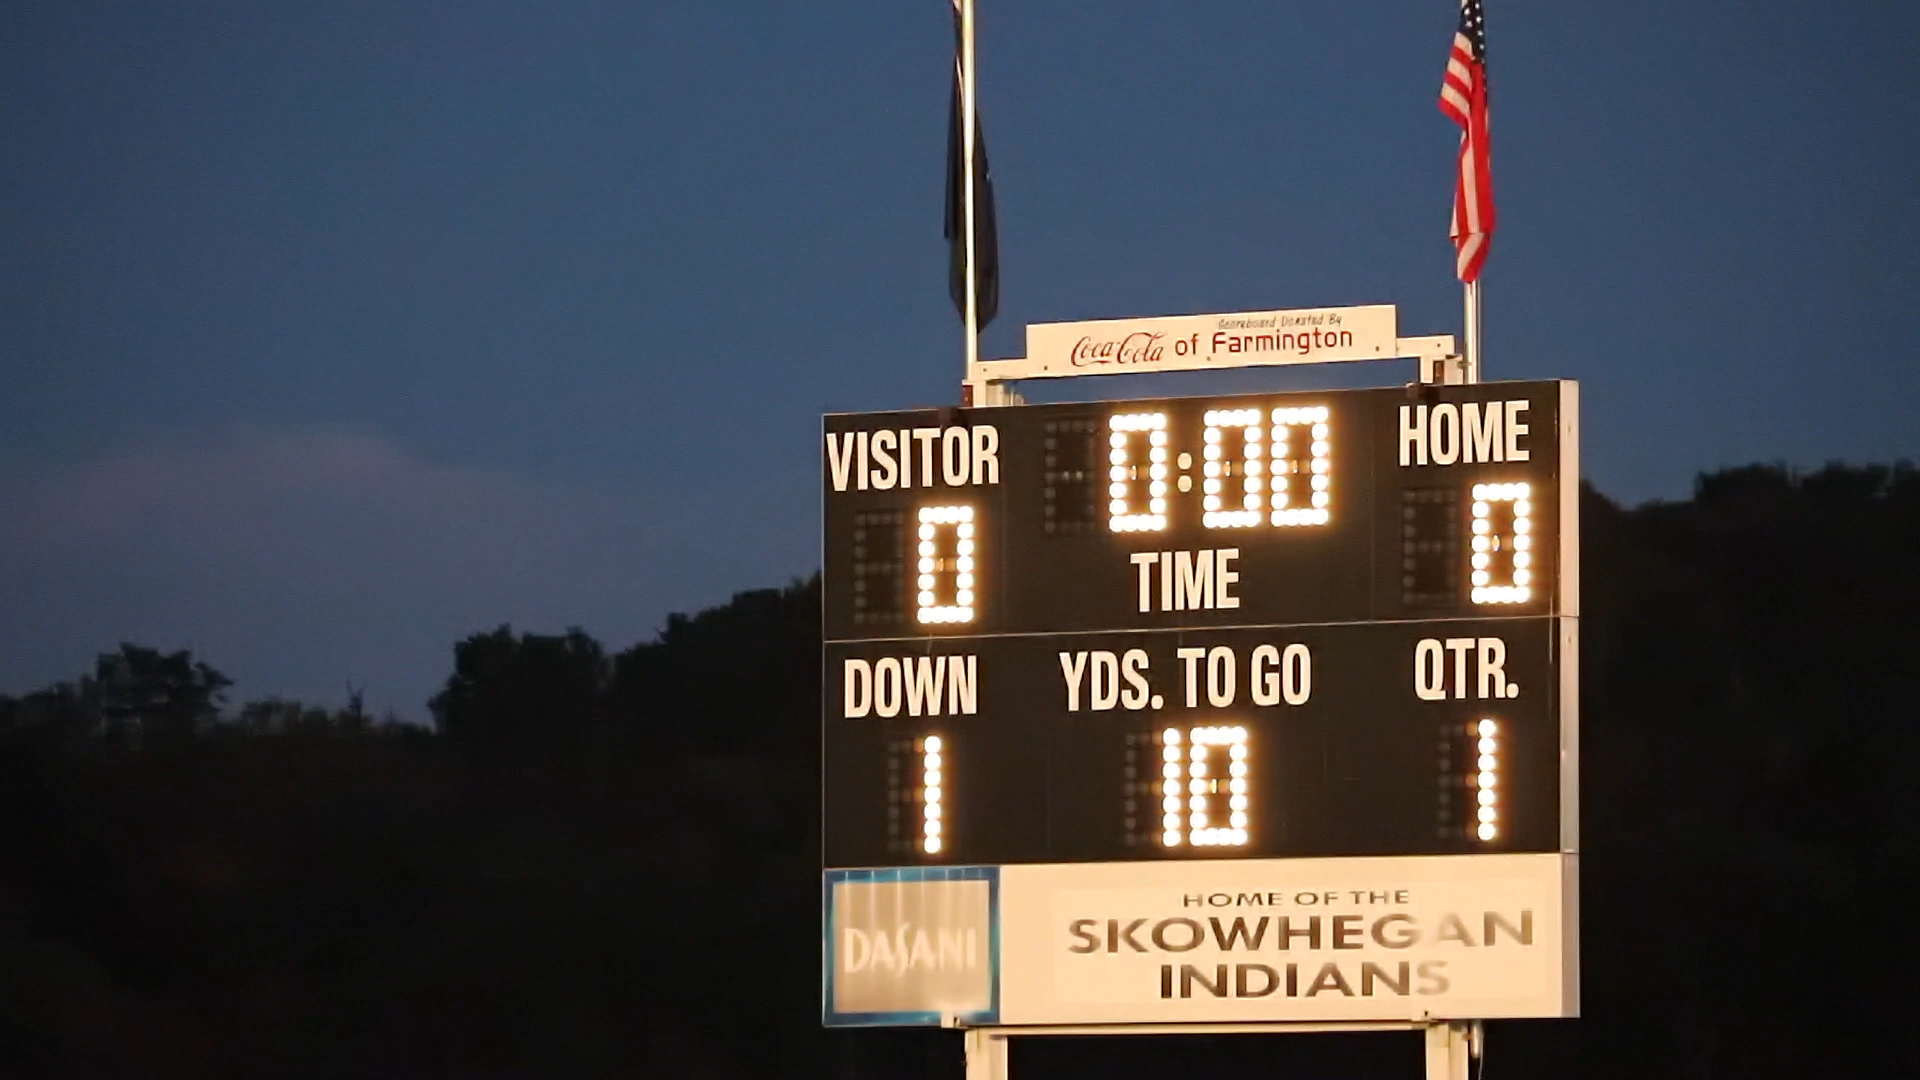 Scoreboard Donated By
Coca-Cola of Farmington
VISITOR 0:00 HOME
0 TIME 0
DOWN YDS. TO GO QTR.
1 10 1
DASANI
HOME OF THE
SKOWHEGAN
INDIANS